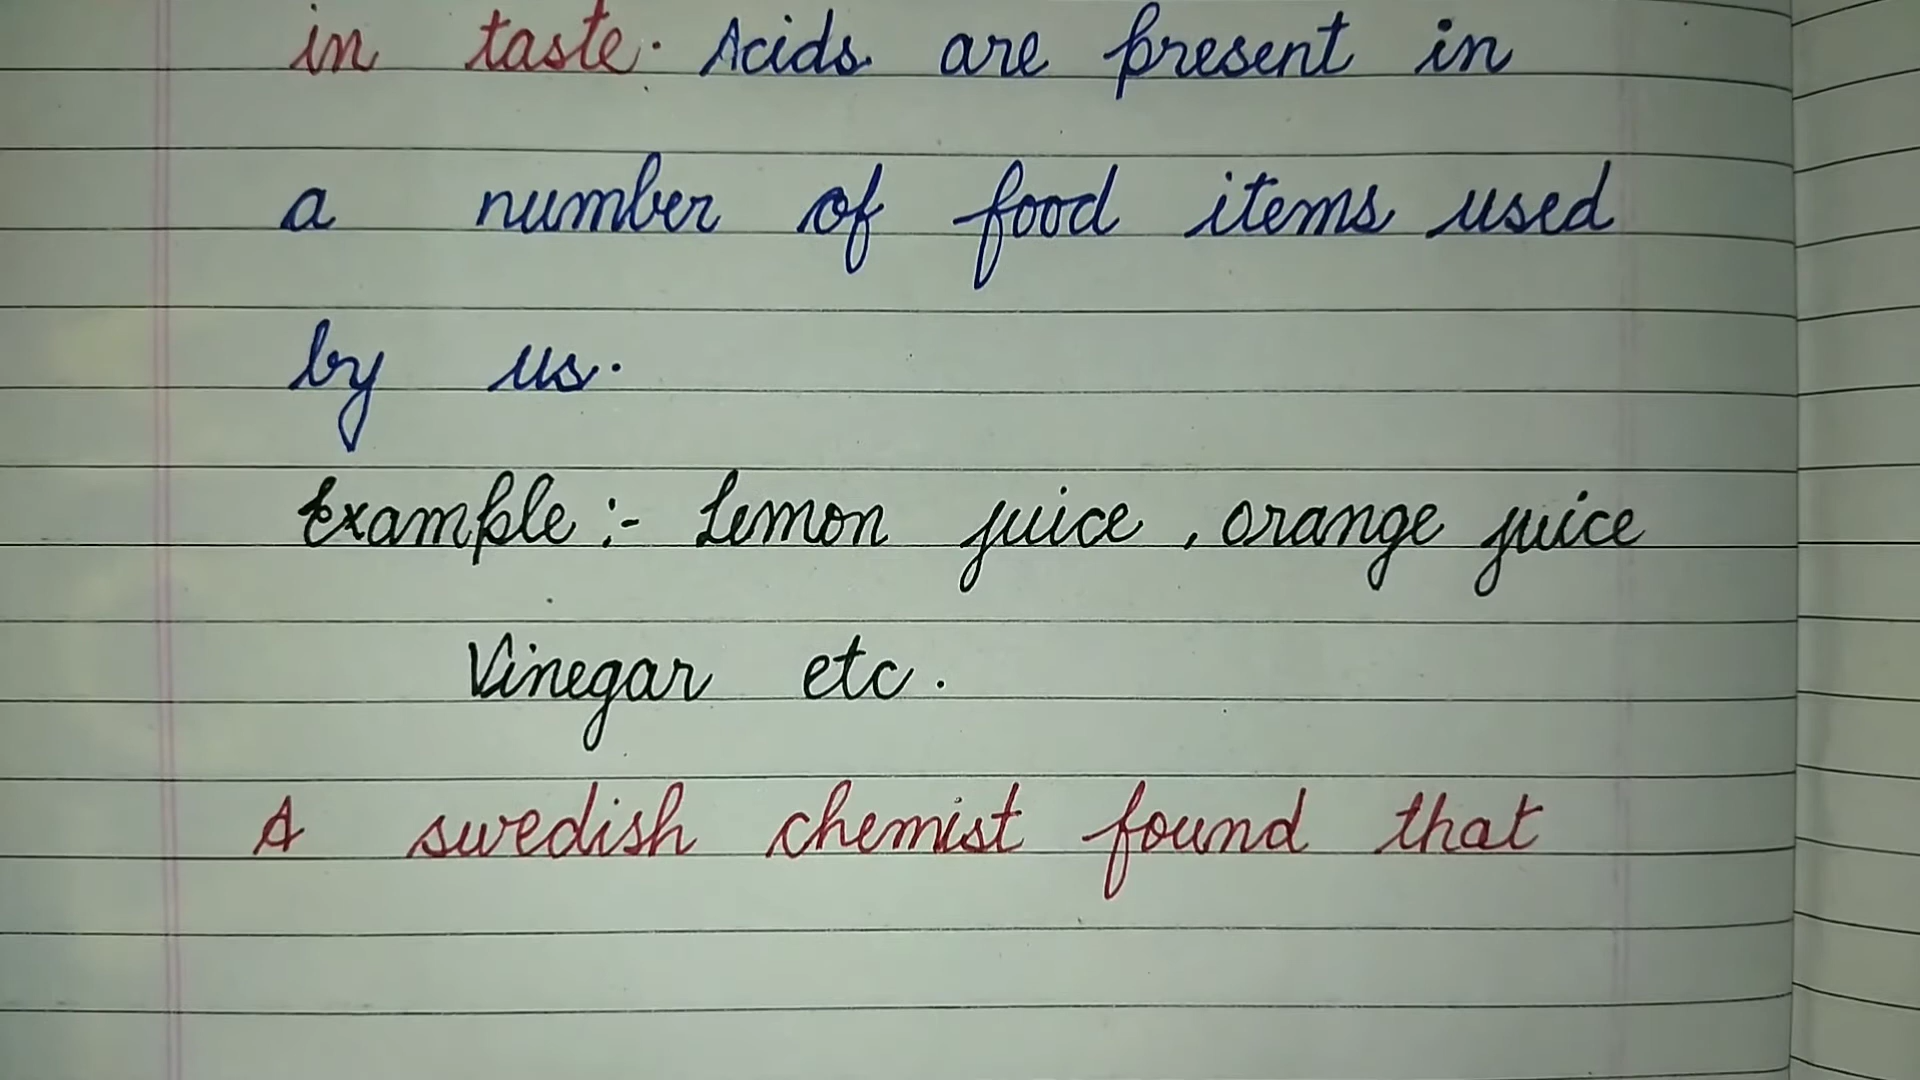 in taste. Acids are present in
a number of food items used
by us.
Example :- Lemon juice , orange juice
Vinegar etc.
A swedish chemist found that